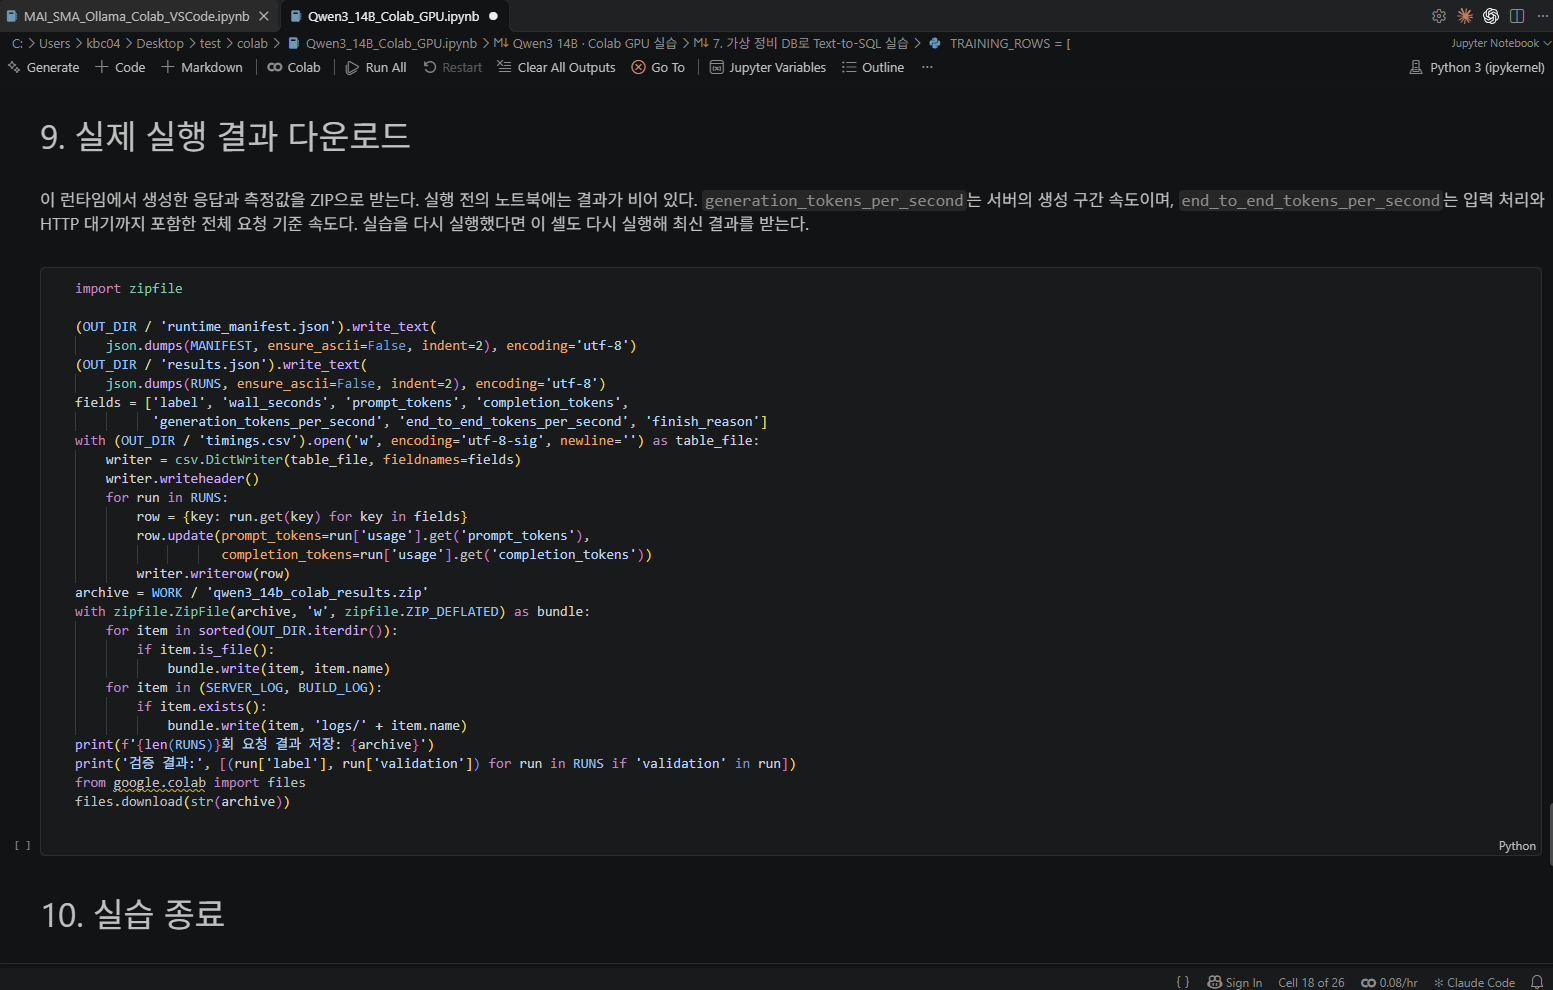 MAI_SMA_Ollama_Colab_VSCode.ipynb
Qwen3_14B_Colab_GPU.ipynb
C: > Users > kbc04 > Desktop > test > colab > Qwen3_14B_Colab_GPU.ipynb > M↓ Qwen3 14B · Colab GPU 실습 > M↓ 7. 가상 정비 DB로 Text-to-SQL 실습 > TRAINING_ROWS = [
Jupyter Notebook
Generate + Code + Markdown | Colab | Run All Restart Clear All Outputs Go To | Jupyter Variables Outline ...
Python 3 (ipykernel)
9. 실제 실행 결과 다운로드
이 런타임에서 생성한 응답과 측정값을 ZIP으로 받는다. 실행 전의 노트북에는 결과가 비어 있다. generation_tokens_per_second는 서버의 생성 구간 속도이며, end_to_end_tokens_per_second는 입력 처리와
HTTP 대기까지 포함한 전체 요청 기준 속도다. 실습을 다시 실행했다면 이 셀도 다시 실행해 최신 결과를 받는다.
import zipfile
(OUT_DIR / 'runtime_manifest.json').write_text(
    json.dumps(MANIFEST, ensure_ascii=False, indent=2), encoding='utf-8')
(OUT_DIR / 'results.json').write_text(
    json.dumps(RUNS, ensure_ascii=False, indent=2), encoding='utf-8')
fields = ['label', 'wall_seconds', 'prompt_tokens', 'completion_tokens',
          'generation_tokens_per_second', 'end_to_end_tokens_per_second', 'finish_reason']
with (OUT_DIR / 'timings.csv').open('w', encoding='utf-8-sig', newline='') as table_file:
    writer = csv.DictWriter(table_file, fieldnames=fields)
    writer.writeheader()
    for run in RUNS:
        row = {key: run.get(key) for key in fields}
        row.update(prompt_tokens=run['usage'].get('prompt_tokens'),
                   completion_tokens=run['usage'].get('completion_tokens'))
        writer.writerow(row)
archive = WORK / 'qwen3_14b_colab_results.zip'
with zipfile.ZipFile(archive, 'w', zipfile.ZIP_DEFLATED) as bundle:
    for item in sorted(OUT_DIR.iterdir()):
        if item.is_file():
            bundle.write(item, item.name)
    for item in (SERVER_LOG, BUILD_LOG):
        if item.exists():
            bundle.write(item, 'logs/' + item.name)
print(f'{len(RUNS)}회 요청 결과 저장: {archive}')
print('검증 결과:', [(run['label'], run['validation']) for run in RUNS if 'validation' in run])
from google.colab import files
files.download(str(archive))
[ ]
Python
10. 실습 종료
{ } Sign In Cell 18 of 26 0.08/hr Claude Code